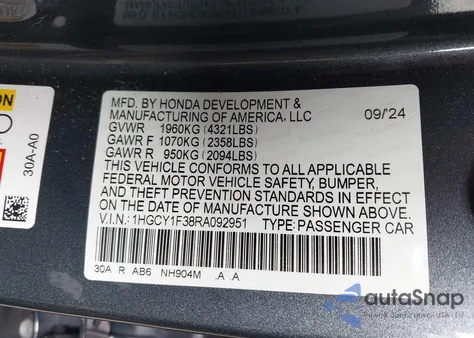 MFD. BY HONDA DEVELOPMENT &
MANUFACTURING OF AMERICA, LLC 09/24
GVWR 1960KG (4321LBS)
GAWR F 1070KG (2358LBS)
GAWR R 950KG (2094LBS)
THIS VEHICLE CONFORMS TO ALL APPLICABLE
FEDERAL MOTOR VEHICLE SAFETY, BUMPER,
AND THEFT PREVENTION STANDARDS IN EFFECT
ON THE DATE OF MANUFACTURE SHOWN ABOVE.
V.I.N.: 1HGCY1F38RA092951 TYPE: PASSENGER CAR
30A R AB6 NH904M A A
30A-A0
autoSnap